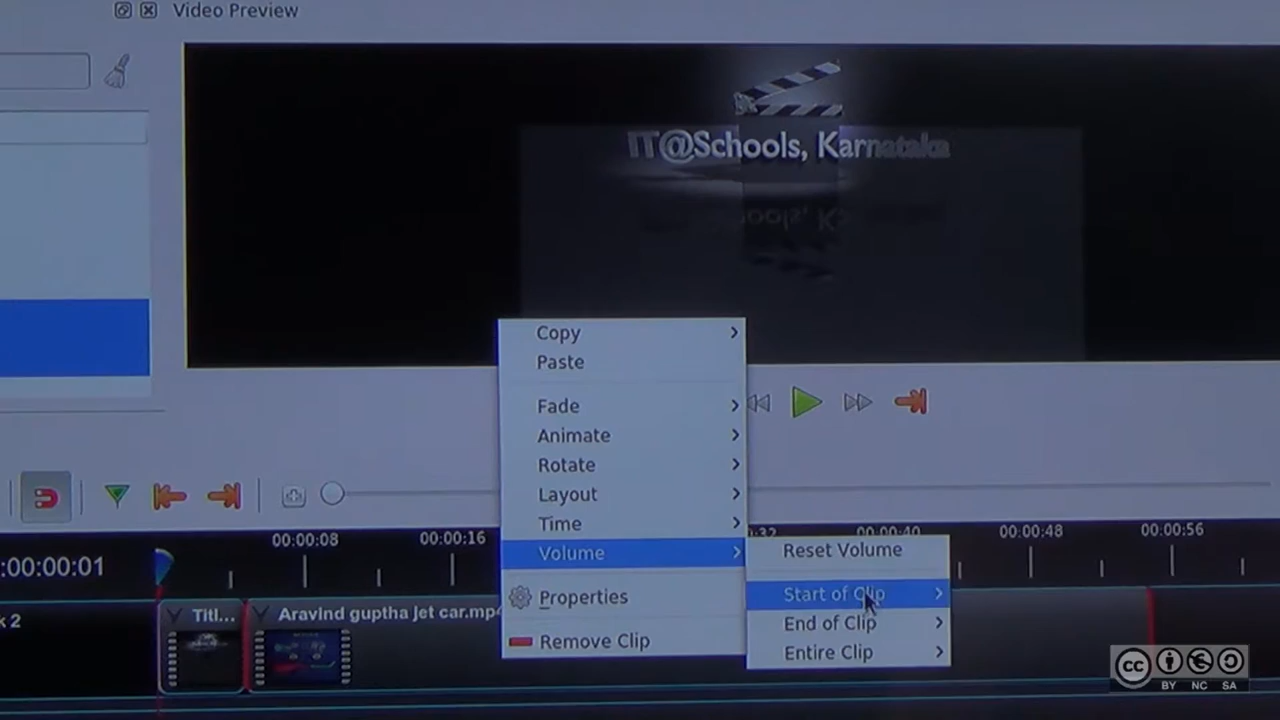 Video Preview
IT@Schools, Karnataka
Copy
Paste
Fade
Animate
Rotate
Layout
Time
Volume
Properties
Remove Clip
Reset Volume
Start of Clip
End of Clip
Entire Clip
00:00:08
00:00:16
00:00:40
00:00:48
00:00:56
:00:00:01
k 2
Titl...
Aravind guptha jet car.mp4
CC
BY NC SA